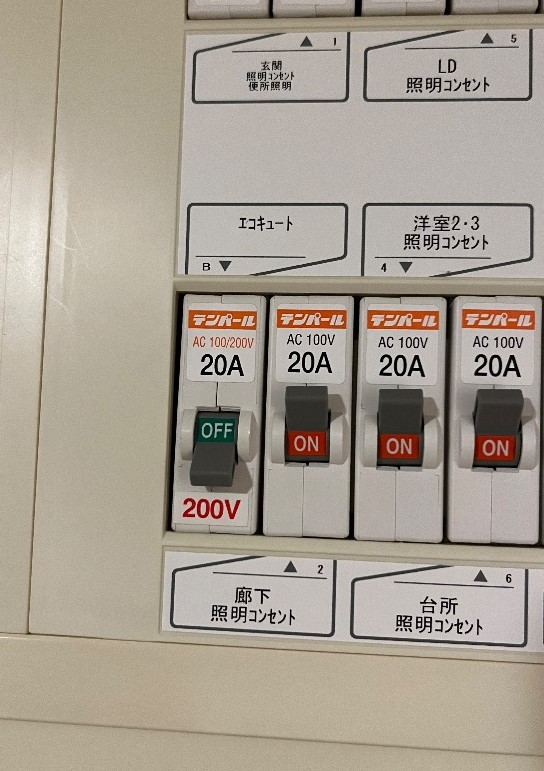 ▲ 1
玄関
照明ｺﾝｾﾝﾄ
便所照明
▲ 5
LD
照明ｺﾝｾﾝﾄ
ｴｺｷｭｰﾄ
B ▼
洋室2・3
照明ｺﾝｾﾝﾄ
4 ▼
テンパール
AC 100/200V
20A
OFF
200V
テンパール
AC 100V
20A
ON
テンパール
AC 100V
20A
ON
テンパール
AC 100V
20A
ON
▲ 2
廊下
照明ｺﾝｾﾝﾄ
▲ 6
台所
照明ｺﾝｾﾝﾄ